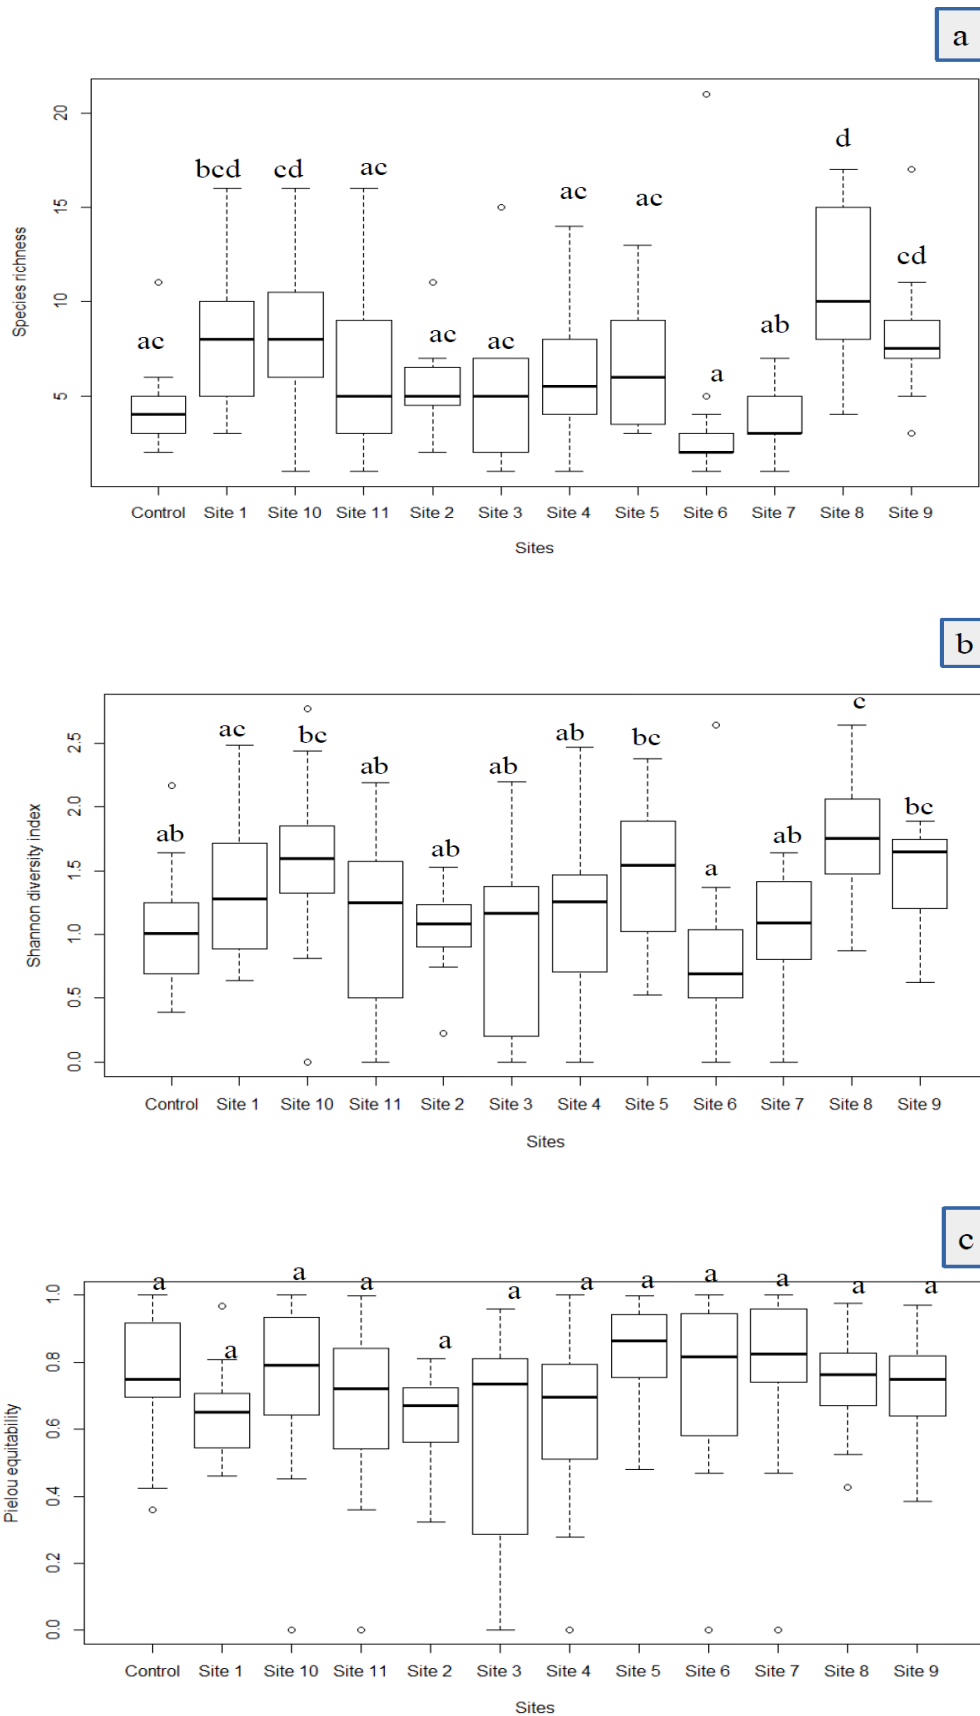 a
Species richness
20
15
10
5
ac
bcd
cd
ac
ac
ac
ac
ac
a
ab
d
cd
Control Site 1 Site 10 Site 11 Site 2 Site 3 Site 4 Site 5 Site 6 Site 7 Site 8 Site 9
Sites
b
Shannon diversity index
2.5
2.0
1.5
1.0
0.5
0.0
ab
ac
bc
ab
ab
ab
ab
bc
a
ab
c
bc
Control Site 1 Site 10 Site 11 Site 2 Site 3 Site 4 Site 5 Site 6 Site 7 Site 8 Site 9
Sites
c
Pielou equitability
1.0
0.8
0.6
0.4
0.2
0.0
a
a
a
a
a
a
a
a
a
a
a
a
Control Site 1 Site 10 Site 11 Site 2 Site 3 Site 4 Site 5 Site 6 Site 7 Site 8 Site 9
Sites